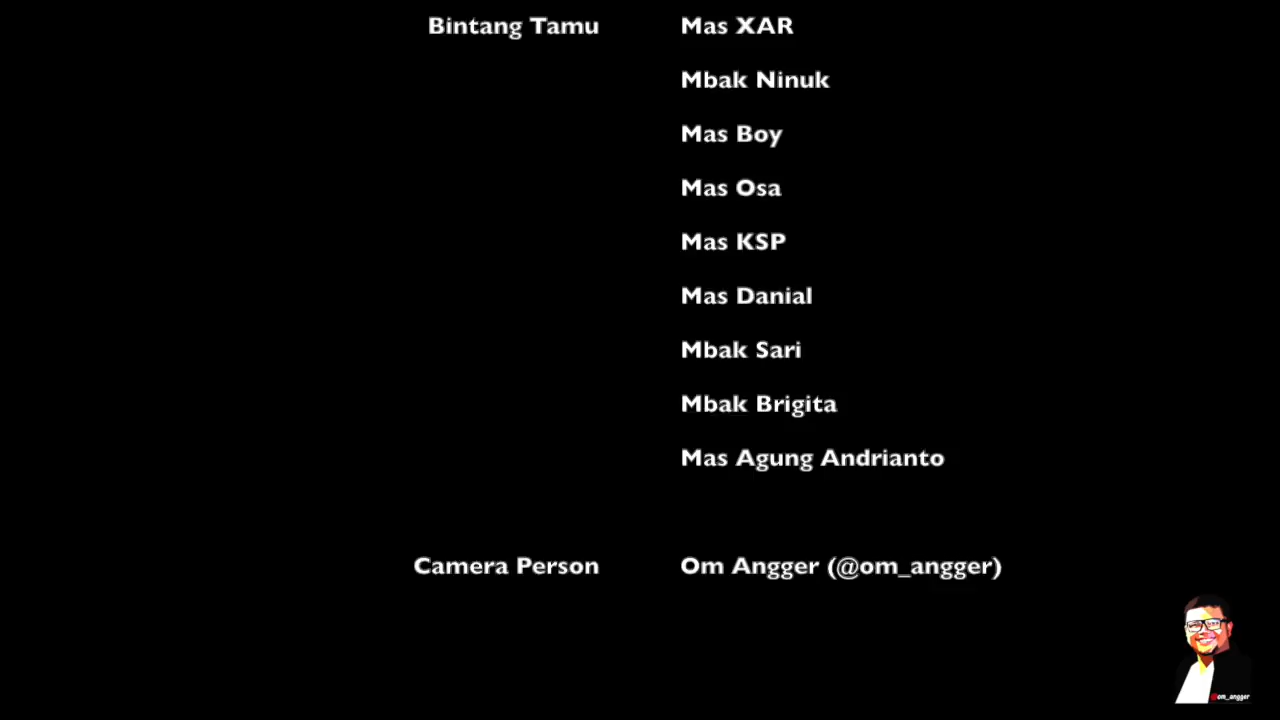 Bintang Tamu Mas XAR
Mbak Ninuk
Mas Boy
Mas Osa
Mas KSP
Mas Danial
Mbak Sari
Mbak Brigita
Mas Agung Andrianto
Camera Person Om Angger (@om_angger)
@om_angger